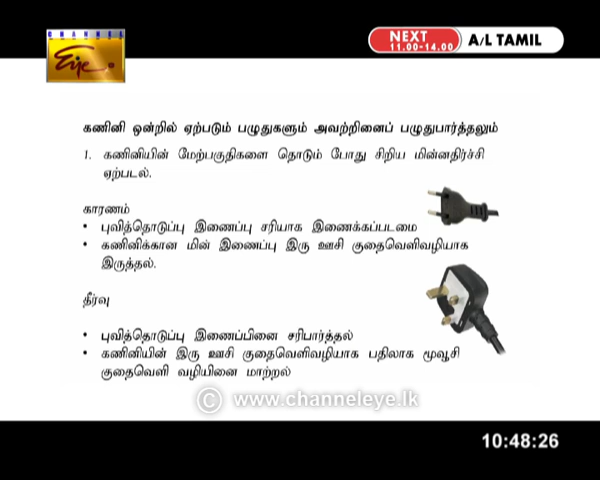 CHANNEL
Eye
NEXT
11.00-14.00
A/L TAMIL
கணினி ஒன்றில் ஏற்படும் பழுதுகளும் அவற்றினைப் பழுதுபார்த்தலும்
1. கணினியின் மேற்பகுதிகளை தொடும் போது சிறிய மின்னதிர்ச்சி
ஏற்படல்.
காரணம்
• புவித்தொடுப்பு இணைப்பு சரியாக இணைக்கப்படமை
• கணினிக்கான மின் இணைப்பு இரு ஊசி குதைவெளிவழியாக
இருத்தல்.
தீர்வு
• புவித்தொடுப்பு இணைப்பினை சரிபார்த்தல்
• கணினியின் இரு ஊசி குதைவெளிவழியாக பதிலாக மூவூசி
குதைவெளி வழியினை மாற்றல்
© www.channeleye.lk
10:48:26